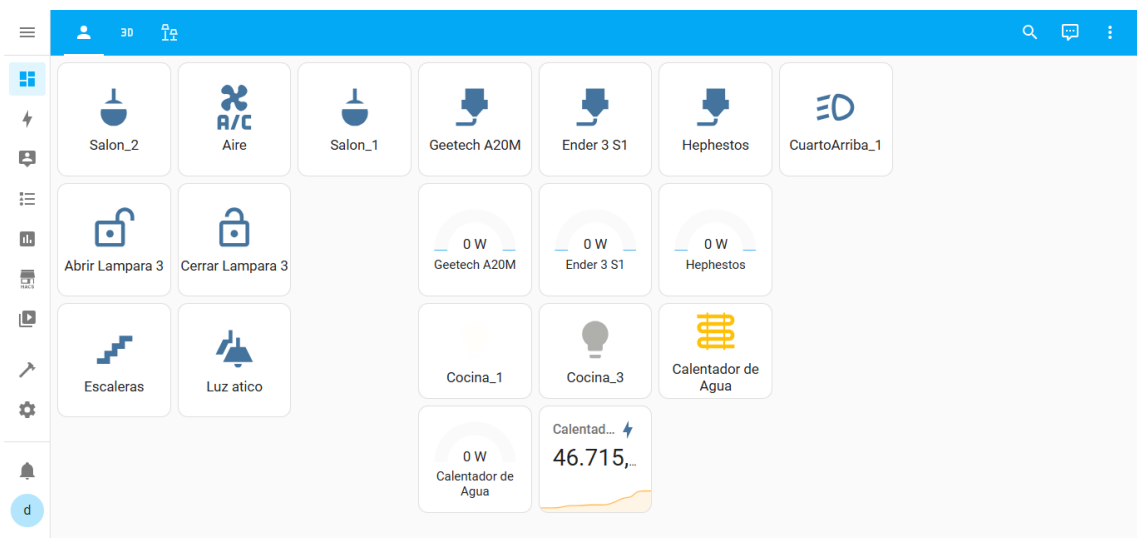 3D
A/C
Salon_2
Aire
Salon_1
Geetech A20M
Ender 3 S1
Hephestos
CuartoArriba_1
Abrir Lampara 3
Cerrar Lampara 3
0 W
Geetech A20M
0 W
Ender 3 S1
0 W
Hephestos
HACS
Escaleras
Luz atico
Cocina_1
Cocina_3
Calentador de
Agua
0 W
Calentador de
Agua
Calentad...
46.715,...
d